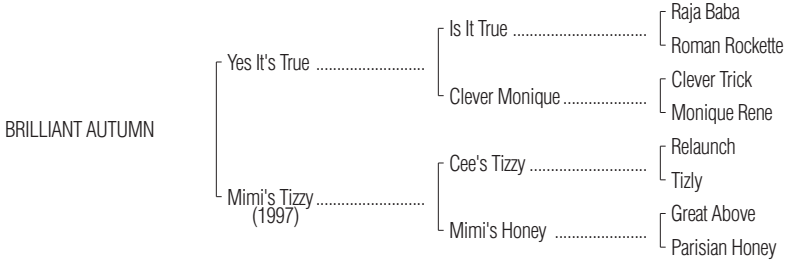 Raja Baba
Is It True ................................
Roman Rockette
Yes It's True ..........................
Clever Trick
Clever Monique ....................
Monique Rene
BRILLIANT AUTUMN
Relaunch
Cee's Tizzy ............................
Tizly
Mimi's Tizzy ..........................
(1997)
Great Above
Mimi's Honey ......................
Parisian Honey